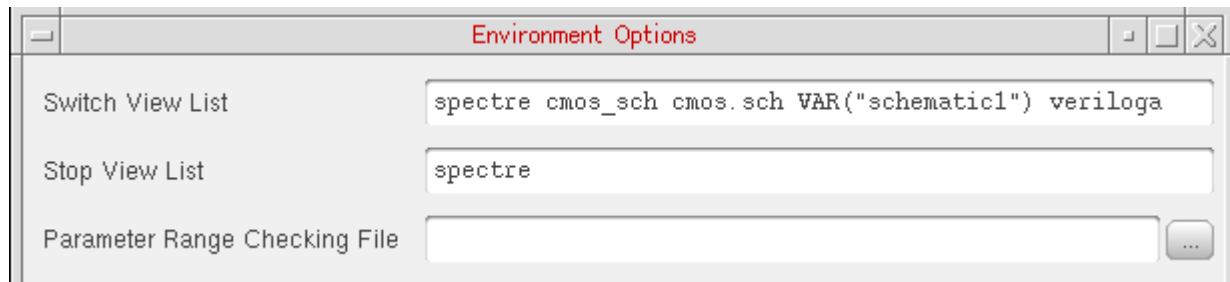 Environment Options
Switch View List spectre cmos_sch cmos.sch VAR("schematic1") veriloga
Stop View List spectre
Parameter Range Checking File ...